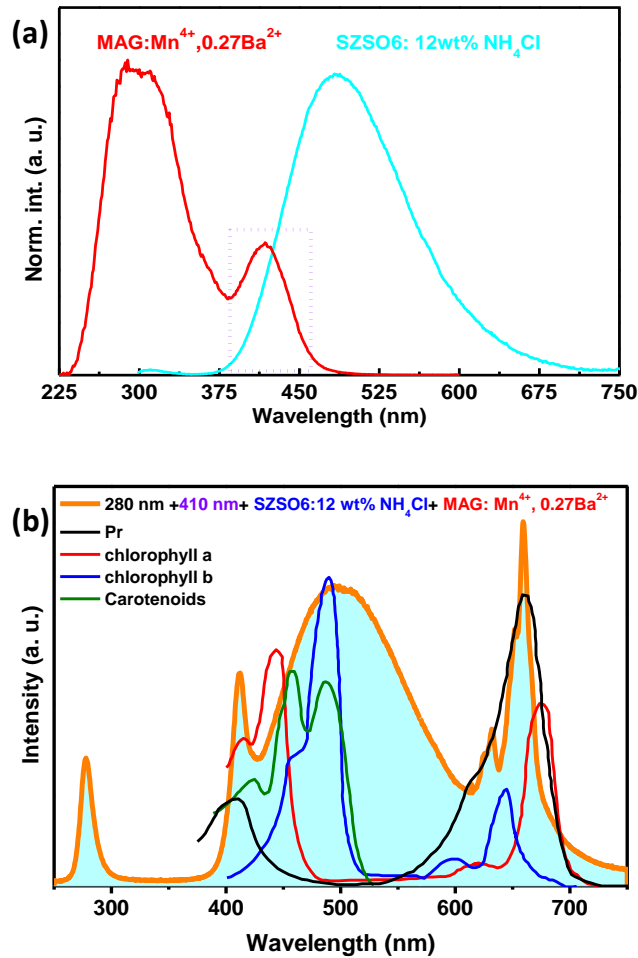 (a)
MAG:Mn⁴⁺,0.27Ba²⁺
SZSO6: 12wt% NH₄Cl
Norm. int. (a. u.)
225 300 375 450 525 600 675 750
Wavelength (nm)
(b)
280 nm +410 nm+ SZSO6:12 wt% NH₄Cl+ MAG: Mn⁴⁺, 0.27Ba²⁺
Pr
chlorophyll a
chlorophyll b
Carotenoids
Intensity (a. u.)
300 400 500 600 700
Wavelength (nm)